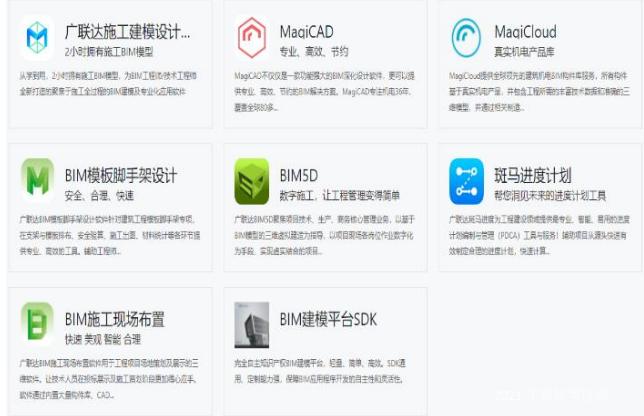 广联达施工建模设计...
2小时拥有施工BIM模型
从学到用，2小时拥有施工BIM模型，为BIM工程师/技术工程师
全新打造的聚焦于施工全过程的BIM建模及专业化应用软件
MagiCAD
专业、高效、节约
MagiCAD不仅仅是一款功能强大的BIM深化设计软件，更可以提
供专业、高效、节约的BIM解决方案。MagiCAD专注机电36年，
覆盖全球80多...
MagiCloud
真实机电产品库
MagiCloud提供全球领先的建筑机电BIM构件库服务，所有构件
基于真实机电产品，并包含工程所需的丰富技术数据和准确的三
维模型，并通过相关制造...
BIM模板脚手架设计
安全、合理、快速
广联达BIM模板脚手架设计软件针对建筑工程模板脚手架专项，
在支架与模板排布、安全验算、施工出图、材料统计等各环节提
供专业、高效的工具。辅助工程师...
BIM5D
数字施工，让工程管理变得简单
广联达BIM5D聚焦项目技术、生产、商务核心管理业务，以基于
BIM模型的三维虚拟建造为指导，以项目现场各岗位作业数字化
为手段，实现虚实结合的项目...
斑马进度计划
帮您洞见未来的进度计划工具
广联达斑马进度为工程建设领域提供最专业、智能、易用的进度
计划编制与管理（PDCA）工具与服务！辅助项目从源头快速有
效制定合理的进度计划，快速计算...
BIM施工现场布置
快速 美观 智能 合理
广联达BIM施工现场布置软件用于工程项目场地策划及展示的三
维软件。让技术人员在投标展示及施工策划阶段更加得心应手。
软件通过内置大量构件库、CAD...
BIM建模平台SDK
完全自主知识产权BIM建模平台，轻量、简单、高效。SDK通
用、定制能力强，保障BIM应用程序开发的自主性和灵活性。